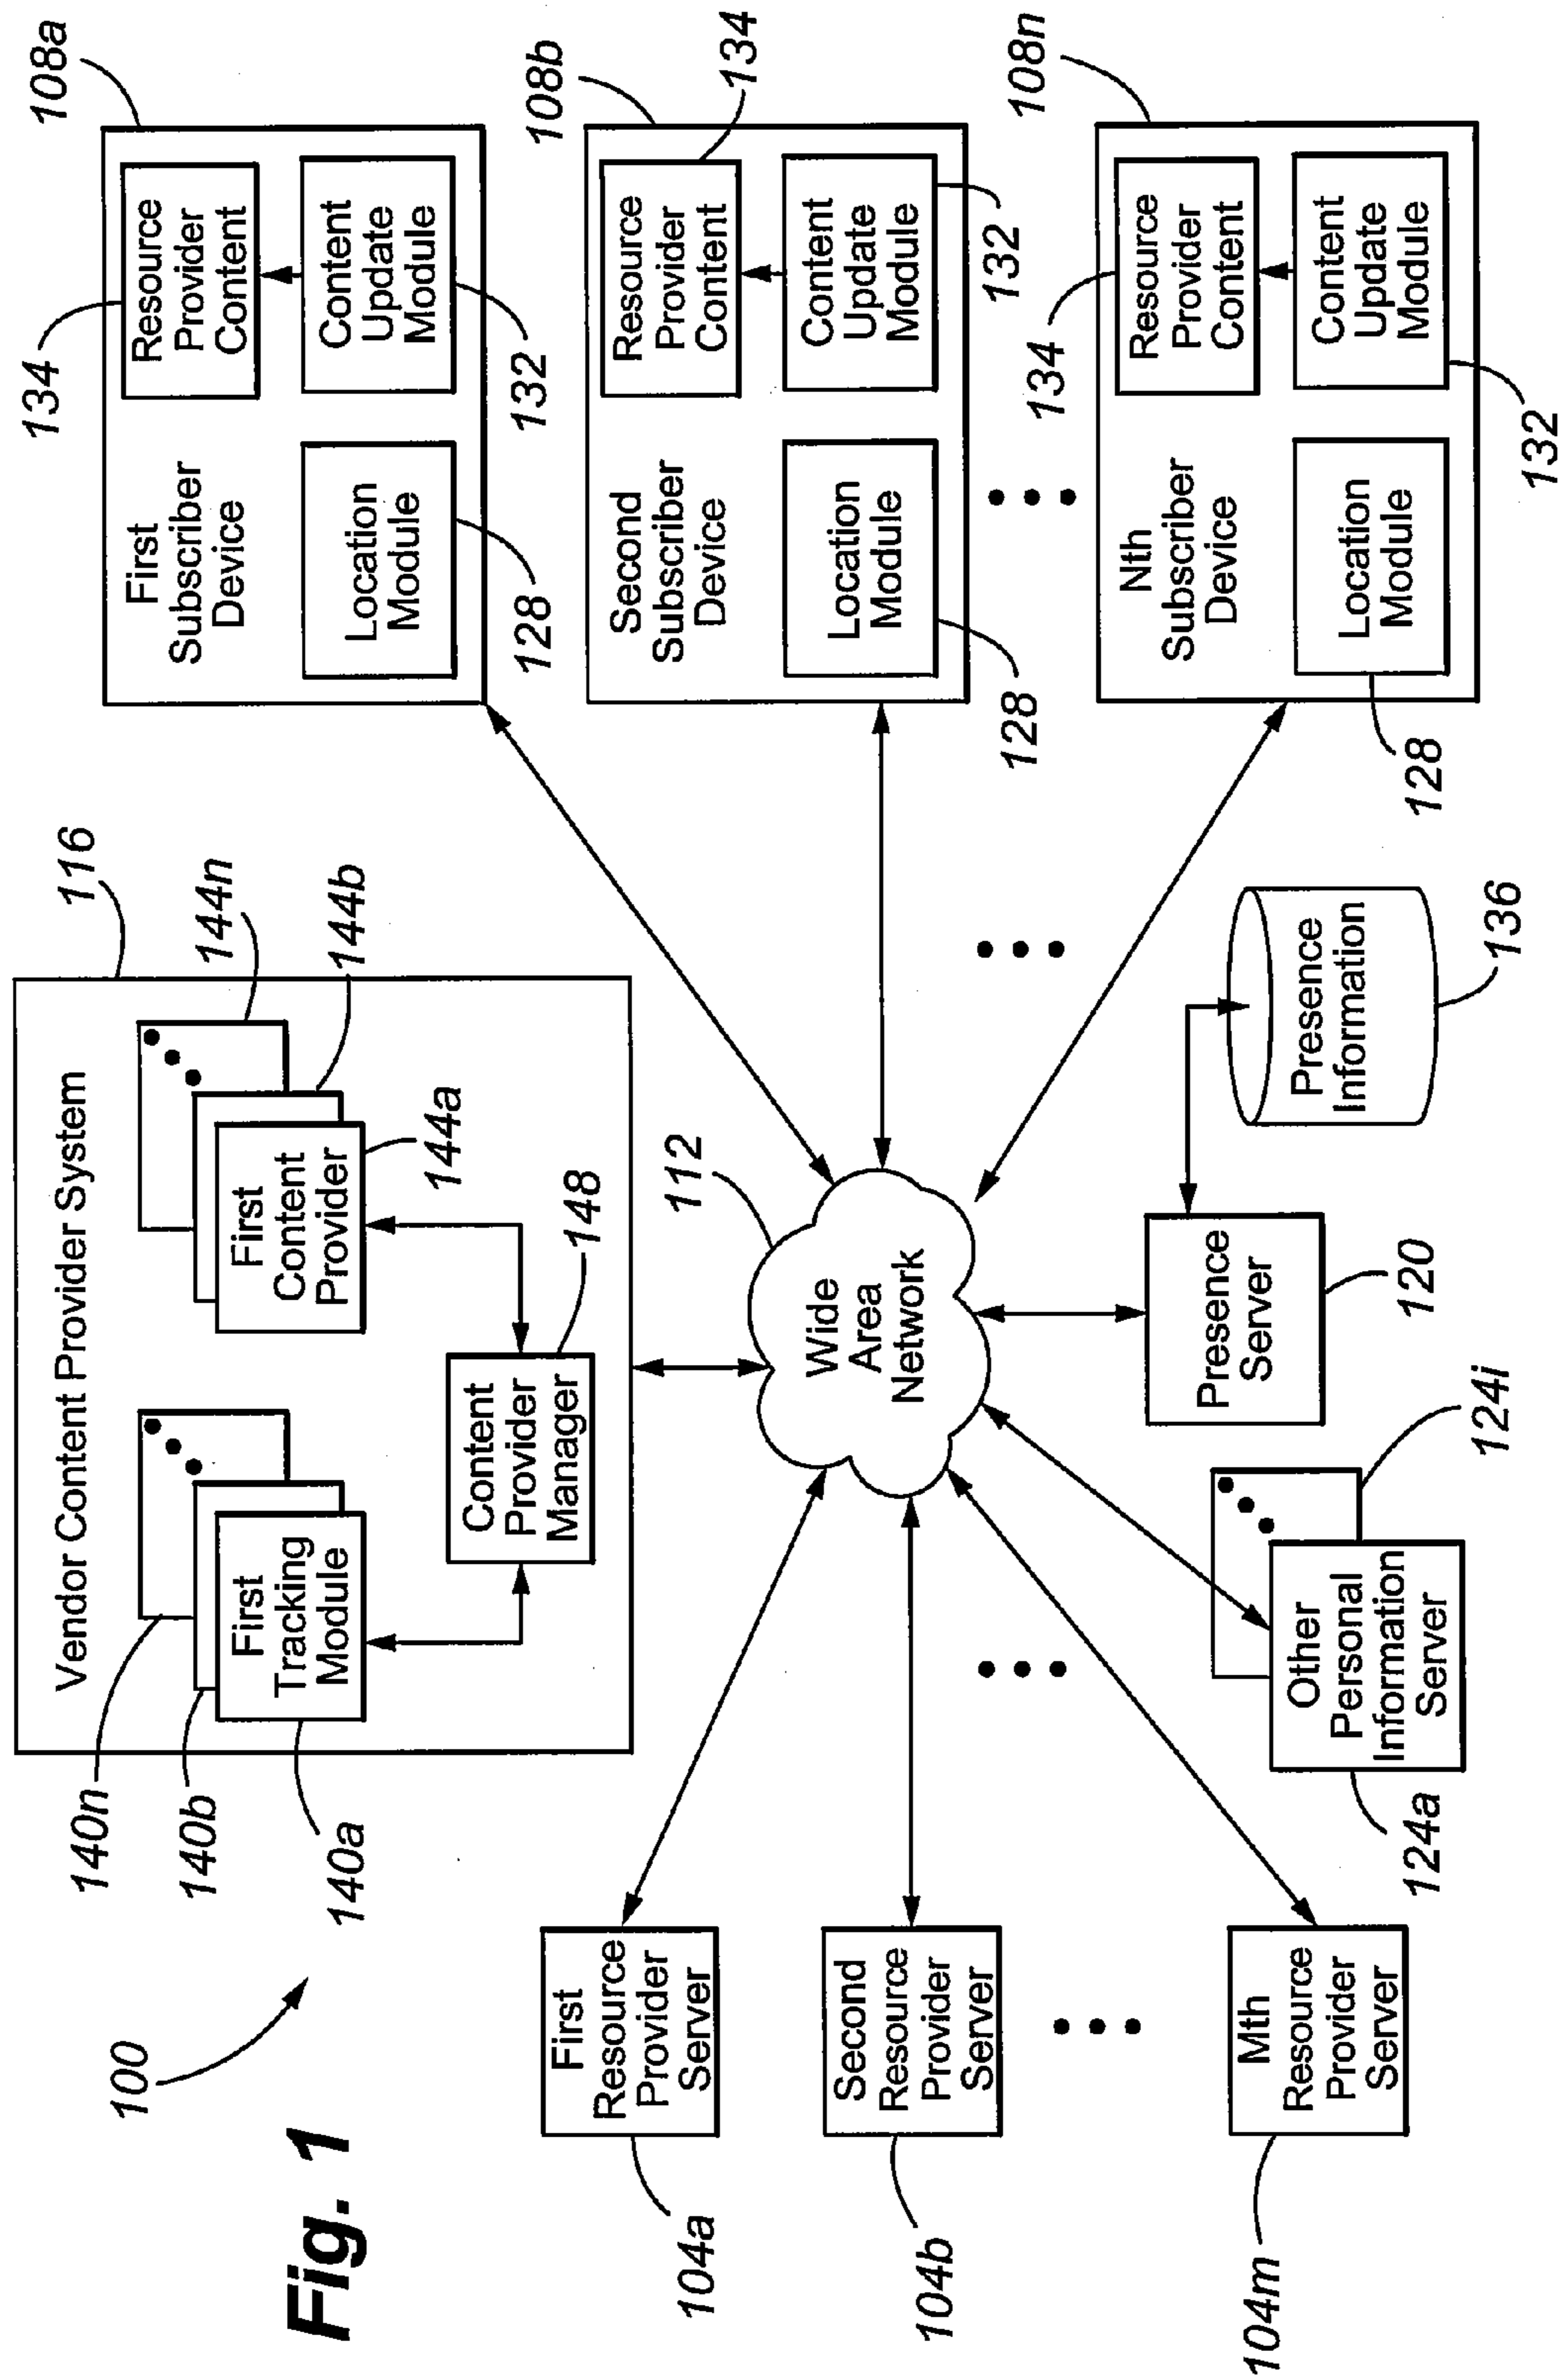 Fig. 1
100
Vendor Content Provider System
116
140n
140b
140a
First
Tracking
Module
144n
144b
144a
First
Content
Provider
Content
Provider
Manager
148
112
Wide
Area
Network
First
Resource
Provider
Server
104a
Second
Resource
Provider
Server
104b
Mth
Resource
Provider
Server
104m
Other
Personal
Information
Server
124a
124i
Presence
Server
120
Presence
Information
136
108a
First
Subscriber
Device
134
Resource
Provider
Content
Location
Module
128
Content
Update
Module
132
108b
Second
Subscriber
Device
Resource
Provider
Content
134
Location
Module
128
Content
Update
Module
132
108n
Nth
Subscriber
Device
134
Resource
Provider
Content
Location
Module
128
Content
Update
Module
132